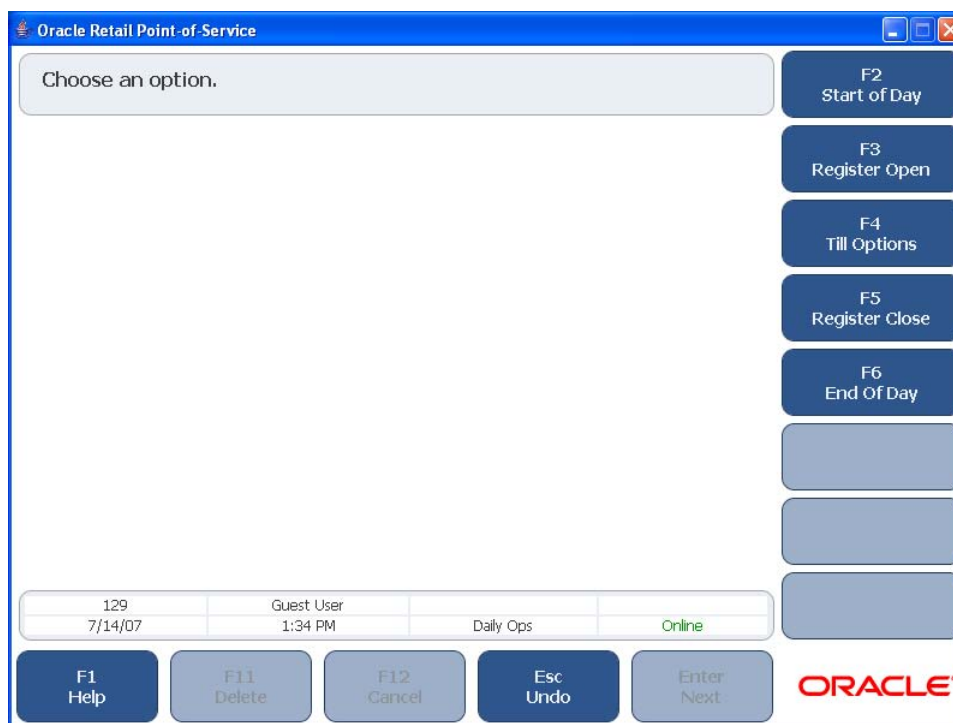 Oracle Retail Point-of-Service
Choose an option.
F2
Start of Day
F3
Register Open
F4
Till Options
F5
Register Close
F6
End Of Day
129 Guest User
7/14/07 1:34 PM Daily Ops Online
F1
Help
F11
Delete
F12
Cancel
Esc
Undo
Enter
Next
ORACLE